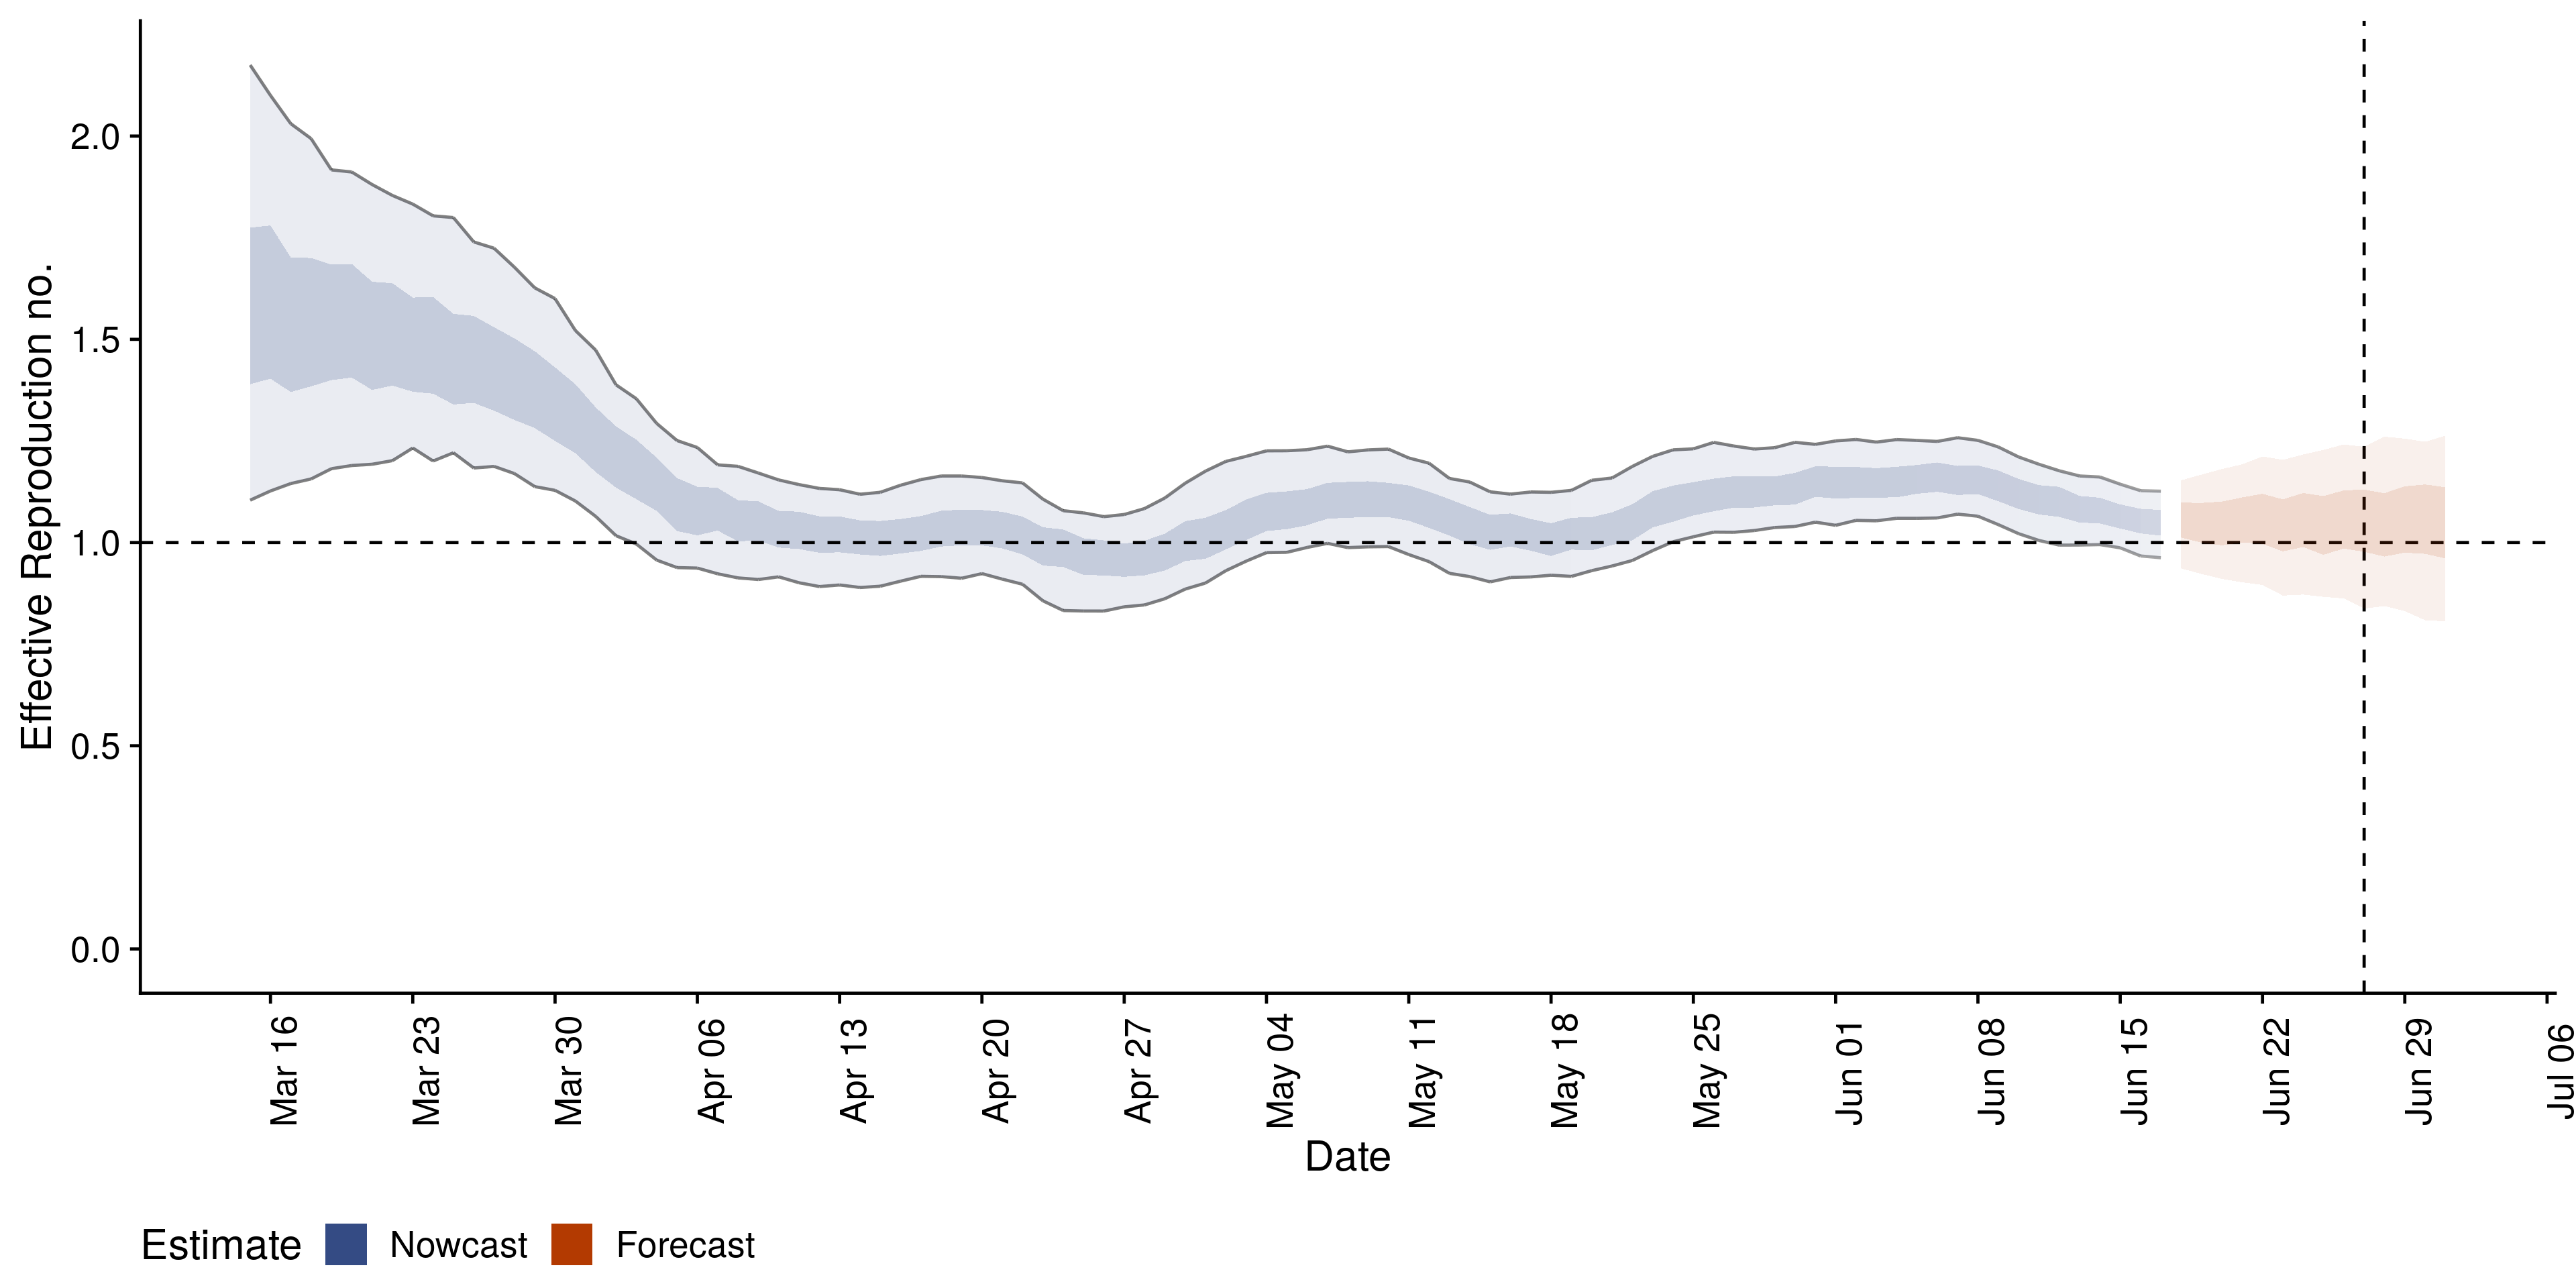 Effective Reproduction no.
2.0
1.5
1.0
0.5
0.0
Mar 16
Mar 23
Mar 30
Apr 06
Apr 13
Apr 20
Apr 27
May 04
May 11
May 18
May 25
Jun 01
Jun 08
Jun 15
Jun 22
Jun 29
Jul 06
Date
Estimate Nowcast Forecast